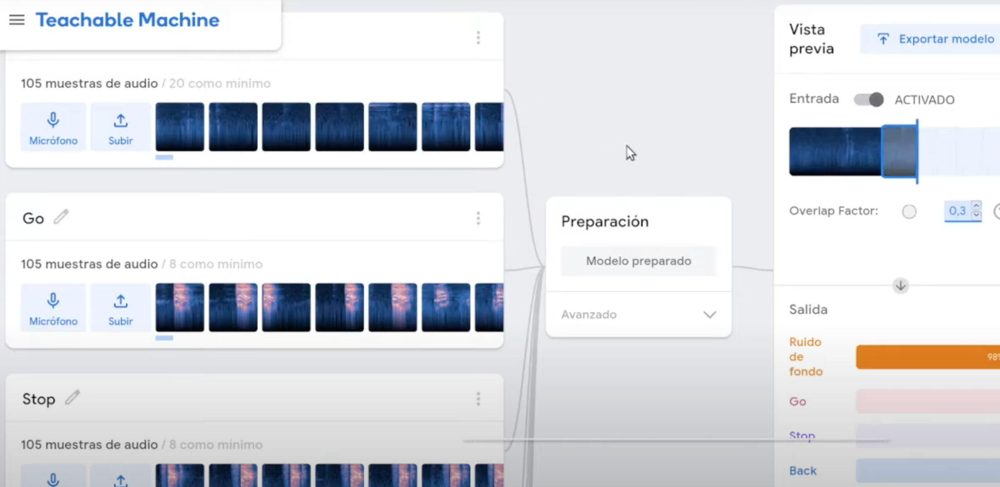 Teachable Machine
105 muestras de audio / 20 como mínimo
Micrófono
Subir
Go
105 muestras de audio / 8 como mínimo
Micrófono
Subir
Stop
105 muestras de audio / 8 como mínimo
Preparación
Modelo preparado
Avanzado
Vista
previa
Exportar modelo
Entrada
ACTIVADO
Overlap Factor:
0,3
Salida
Ruido
de
fondo
Go
Stop
Back